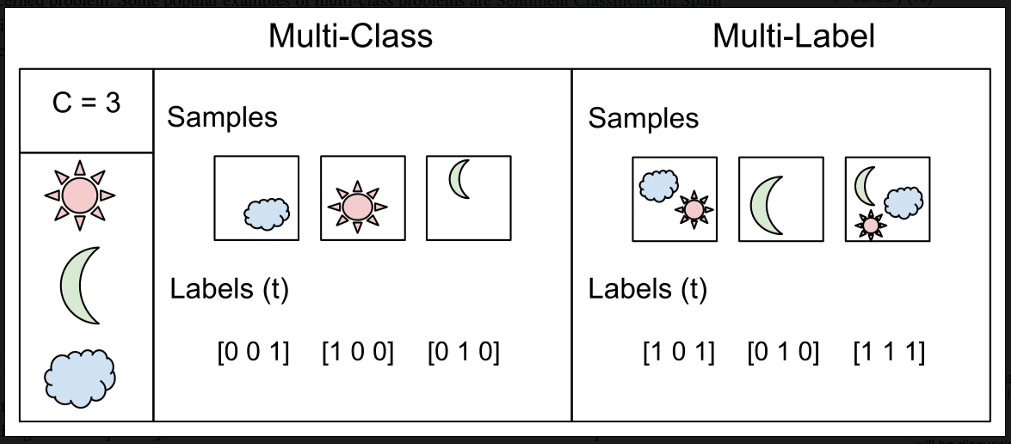 Multi-Class
Multi-Label
C = 3
Samples
Samples
Labels (t)
Labels (t)
[0 0 1] [1 0 0] [0 1 0]
[1 0 1] [0 1 0] [1 1 1]